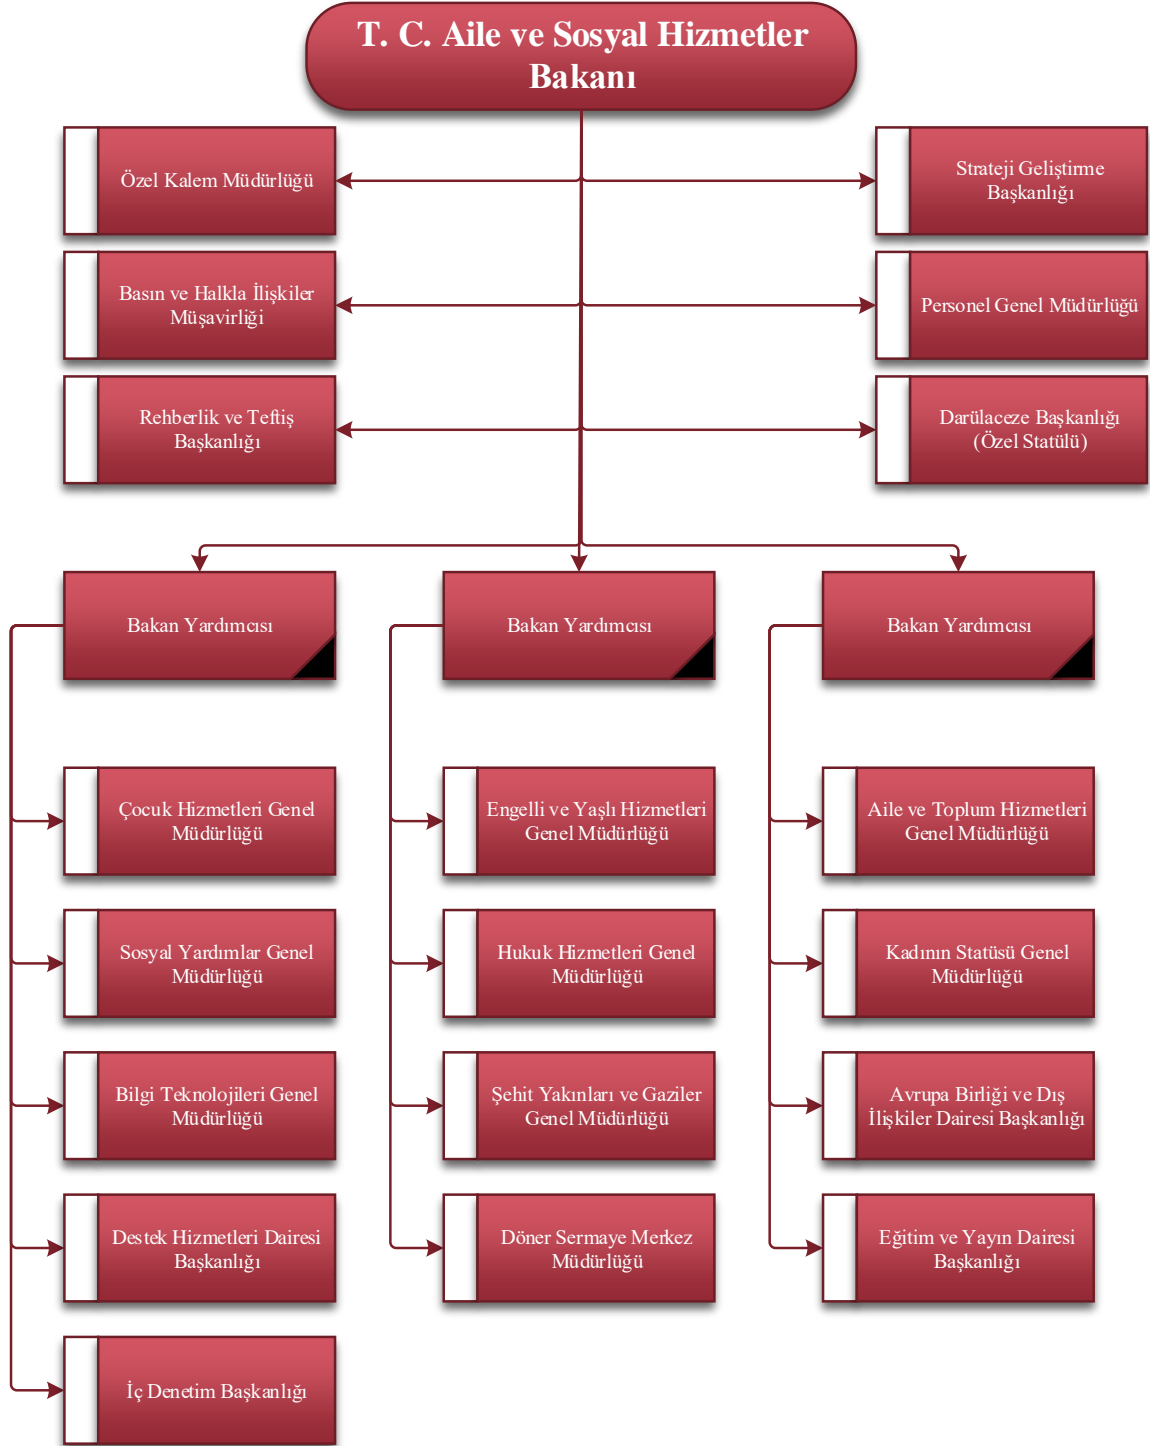 T. C. Aile ve Sosyal Hizmetler
Bakanı
Özel Kalem Müdürlüğü
Strateji Geliştirme
Başkanlığı
Basın ve Halkla İlişkiler
Müşavirliği
Personel Genel Müdürlüğü
Rehberlik ve Teftiş
Başkanlığı
Darülaceze Başkanlığı
(Özel Statülü)
Bakan Yardımcısı
Bakan Yardımcısı
Bakan Yardımcısı
Çocuk Hizmetleri Genel
Müdürlüğü
Engelli ve Yaşlı Hizmetleri
Genel Müdürlüğü
Aile ve Toplum Hizmetleri
Genel Müdürlüğü
Sosyal Yardımlar Genel
Müdürlüğü
Hukuk Hizmetleri Genel
Müdürlüğü
Kadının Statüsü Genel
Müdürlüğü
Bilgi Teknolojileri Genel
Müdürlüğü
Şehit Yakınları ve Gaziler
Genel Müdürlüğü
Avrupa Birliği ve Dış
İlişkiler Dairesi Başkanlığı
Destek Hizmetleri Dairesi
Başkanlığı
Döner Sermaye Merkez
Müdürlüğü
Eğitim ve Yayın Dairesi
Başkanlığı
İç Denetim Başkanlığı